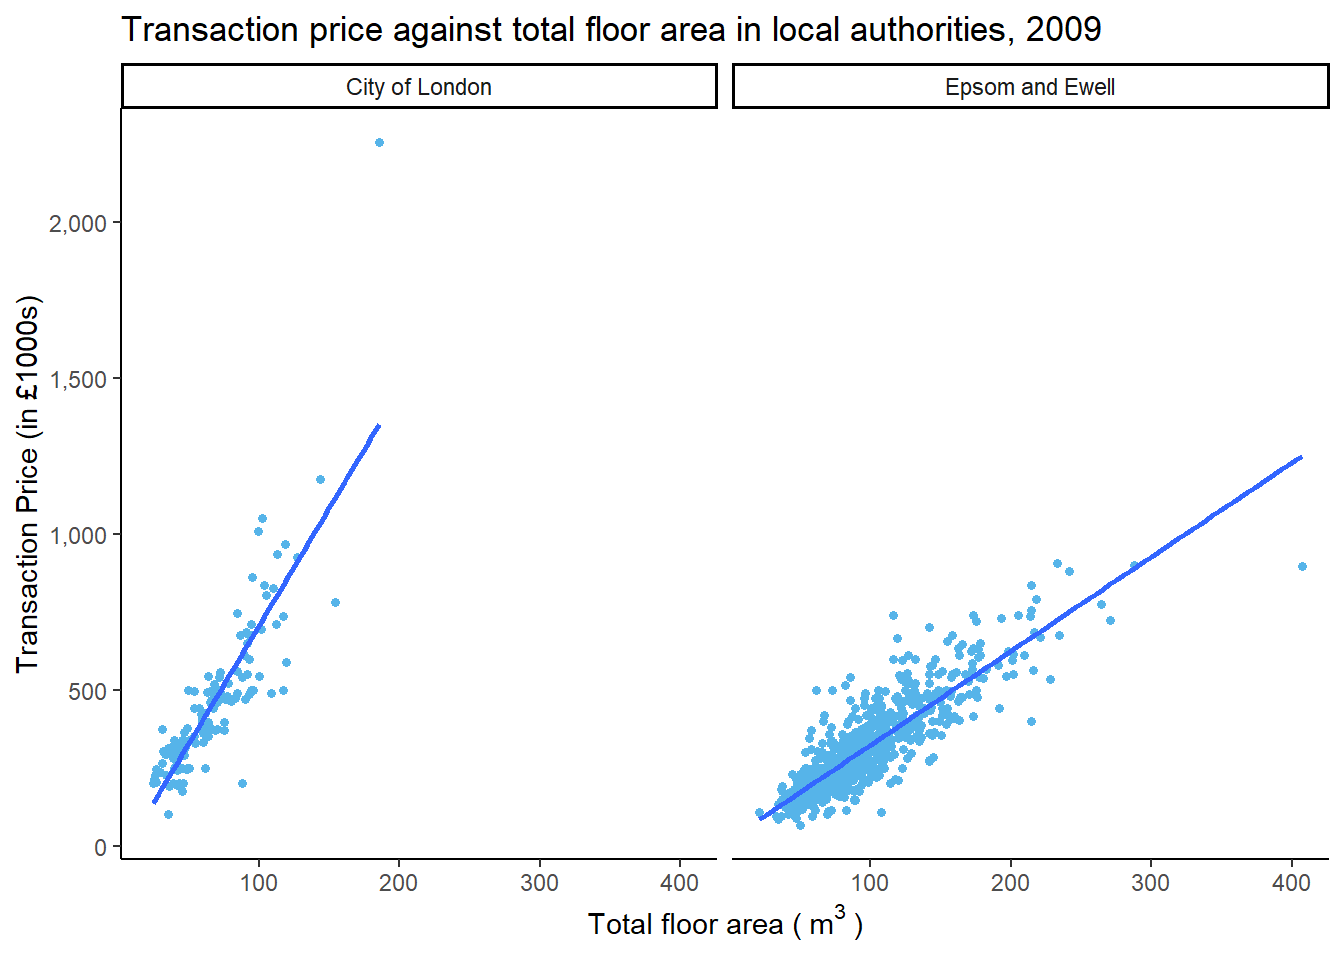 Transaction price against total floor area in local authorities, 2009
City of London
Epsom and Ewell
Transaction Price (in £1000s)
2,000
1,500
1,000
500
0
100 200 300 400
100 200 300 400
Total floor area ( m³ )